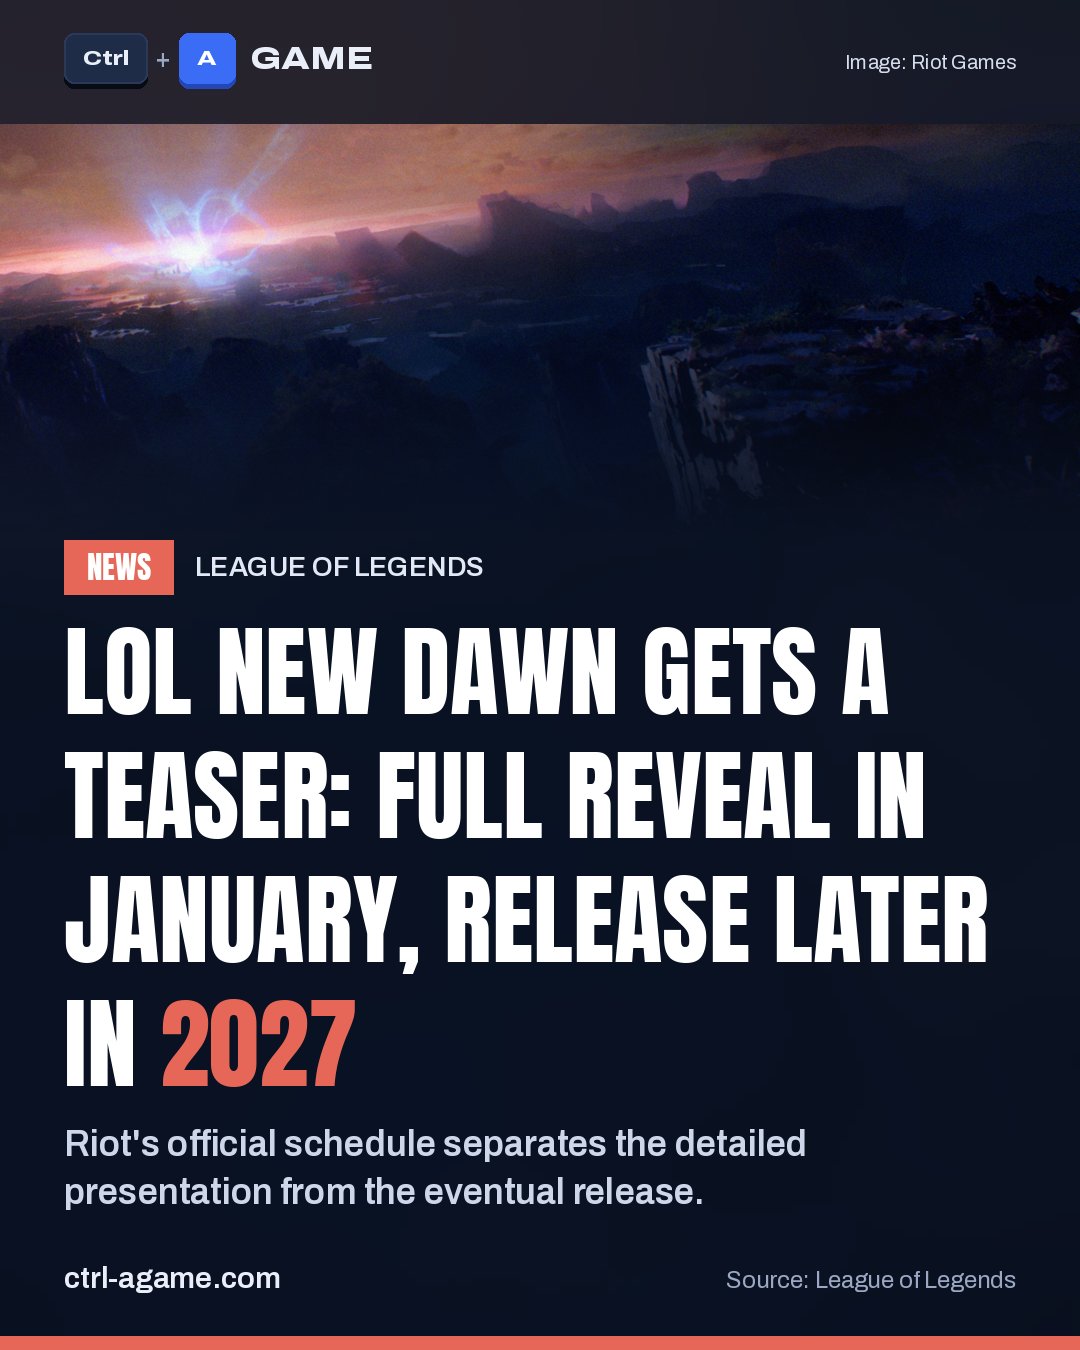 Ctrl + A GAME
Image: Riot Games
NEWS LEAGUE OF LEGENDS
LOL NEW DAWN GETS A
TEASER: FULL REVEAL IN
JANUARY, RELEASE LATER
IN 2027
Riot's official schedule separates the detailed
presentation from the eventual release.
ctrl-agame.com
Source: League of Legends